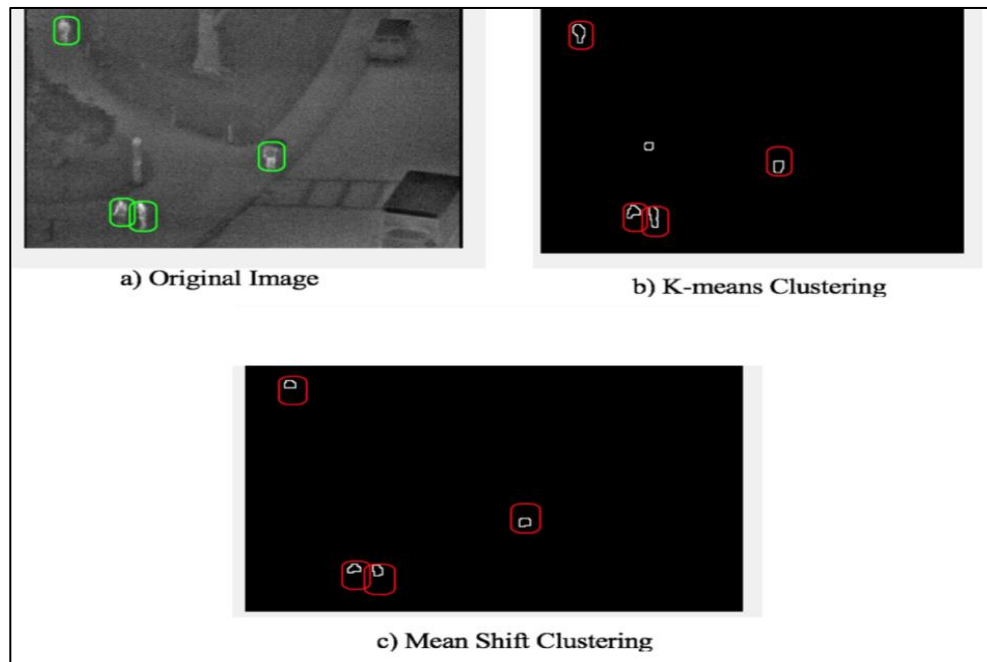 a) Original Image
b) K-means Clustering
c) Mean Shift Clustering